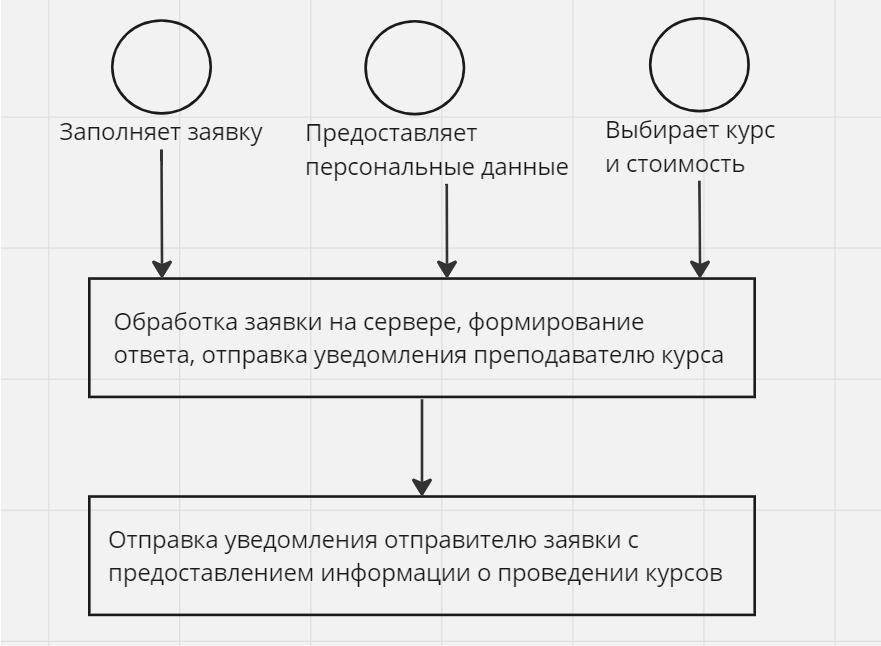 Заполняет заявку
Предоставляет
персональные данные
Выбирает курс
и стоимость
Обработка заявки на сервере, формирование
ответа, отправка уведомления преподавателю курса
Отправка уведомления отправителю заявки с
предоставлением информации о проведении курсов